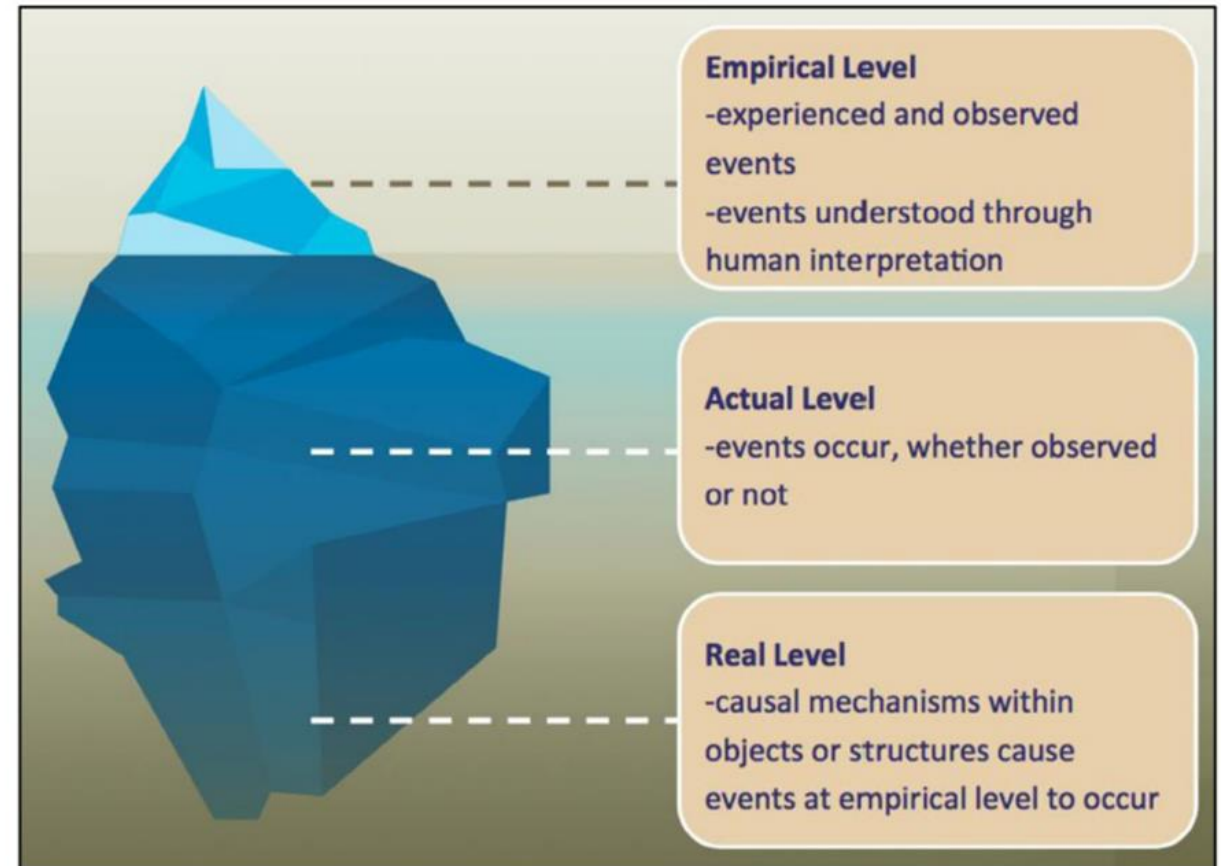 Empirical Level
-experienced and observed
events
-events understood through
human interpretation
Actual Level
-events occur, whether observed
or not
Real Level
-causal mechanisms within
objects or structures cause
events at empirical level to occur